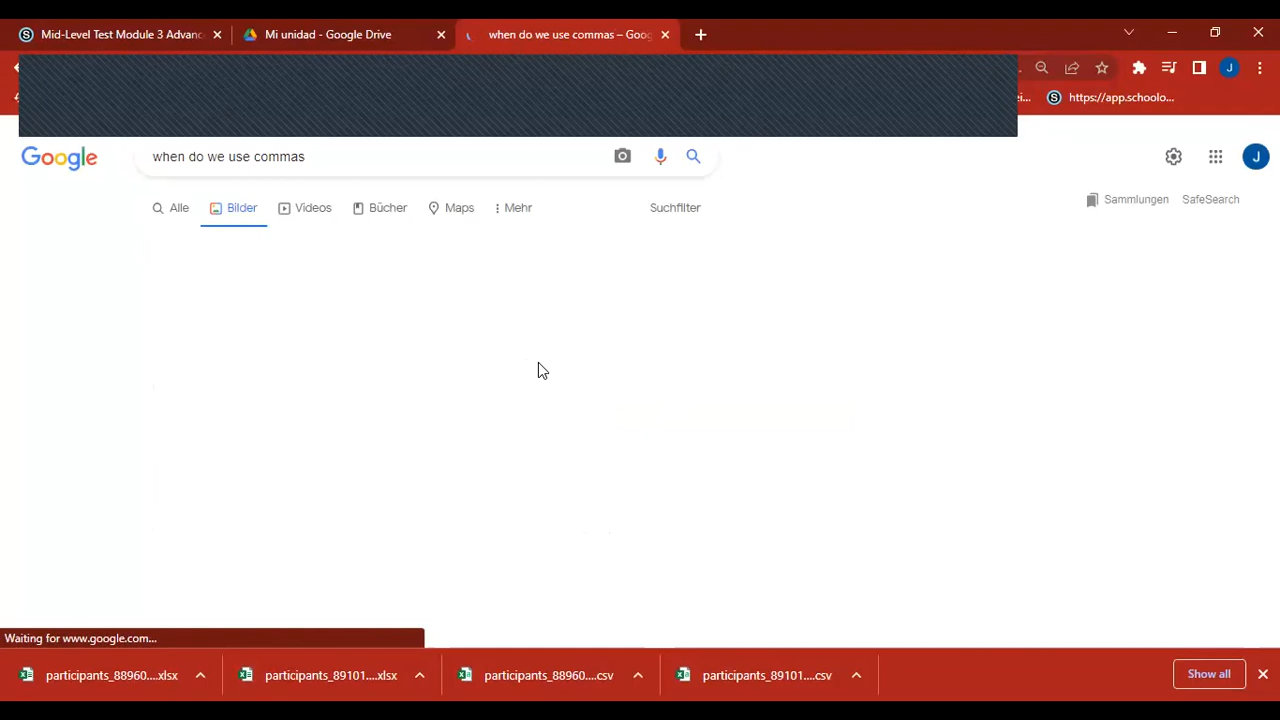 Mid-Level Test Module 3 Advanc
Mi unidad - Google Drive
when do we use commas – Goog
J
ei...
https://app.schoolo...
Google
when do we use commas
J
Alle
Bilder
Videos
Bücher
Maps
Mehr
Suchfilter
Sammlungen
SafeSearch
Waiting for www.google.com...
participants_88960....xlsx
participants_89101....xlsx
participants_88960....csv
participants_89101....csv
Show all